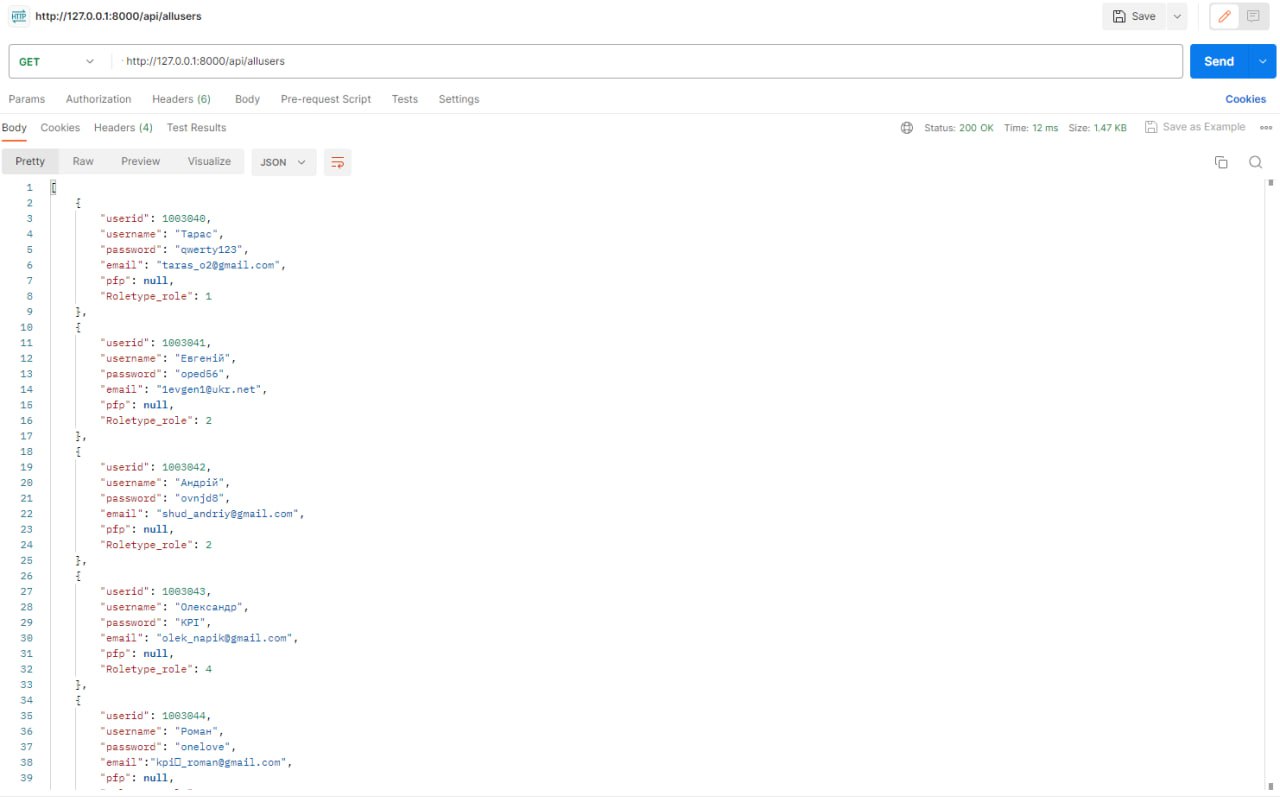 HTTP http://127.0.0.1:8000/api/allusers Save
GET http://127.0.0.1:8000/api/allusers Send
Params Authorization Headers (6) Body Pre-request Script Tests Settings Cookies
Body Cookies Headers (4) Test Results Status: 200 OK Time: 12 ms Size: 1.47 KB Save as Example
Pretty Raw Preview Visualize JSON
1 [
2 {
3 "userid": 1003040,
4 "username": "Тарас",
5 "password": "qwerty123",
6 "email": "taras_o2@gmail.com",
7 "pfp": null,
8 "Roletype_role": 1
9 },
10 {
11 "userid": 1003041,
12 "username": "Евгеній",
13 "password": "oped56",
14 "email": "1evgen1@ukr.net",
15 "pfp": null,
16 "Roletype_role": 2
17 },
18 {
19 "userid": 1003042,
20 "username": "Андрій",
21 "password": "ovnjd8",
22 "email": "shud_andriy@gmail.com",
23 "pfp": null,
24 "Roletype_role": 2
25 },
26 {
27 "userid": 1003043,
28 "username": "Олександр",
29 "password": "KPI",
30 "email": "olek_napik@gmail.com",
31 "pfp": null,
32 "Roletype_role": 4
33 },
34 {
35 "userid": 1003044,
36 "username": "Роман",
37 "password": "onelove",
38 "email":"kpi□_roman@gmail.com",
39 "pfp": null,